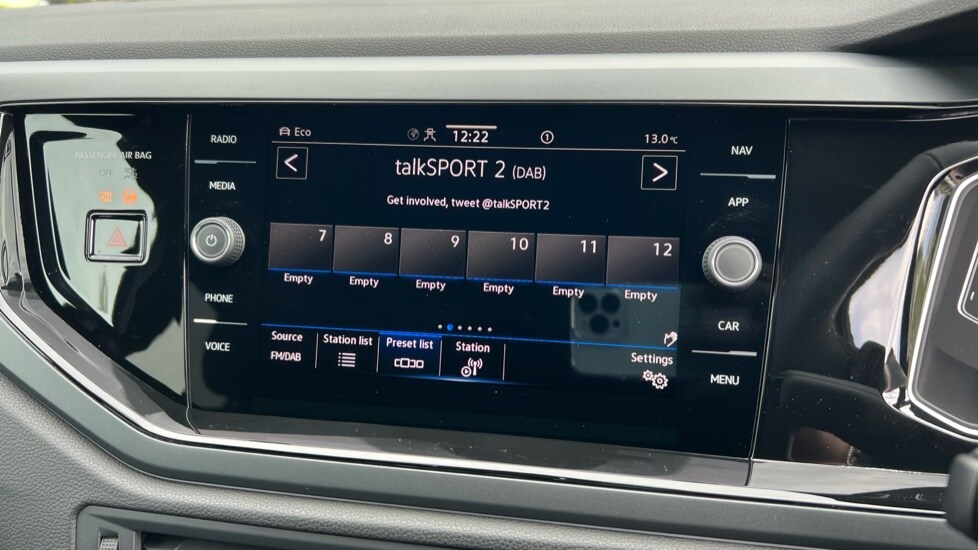 PASSENGER AIR BAG
OFF
RADIO
MEDIA
PHONE
VOICE
Eco
12:22
13.0 °C
talkSPORT 2 (DAB)
Get involved, tweet @talkSPORT2
7 8 9 10 11 12
Empty Empty Empty Empty Empty Empty
Source
FM/DAB
Station list
Preset list
Station
Settings
NAV
APP
CAR
MENU